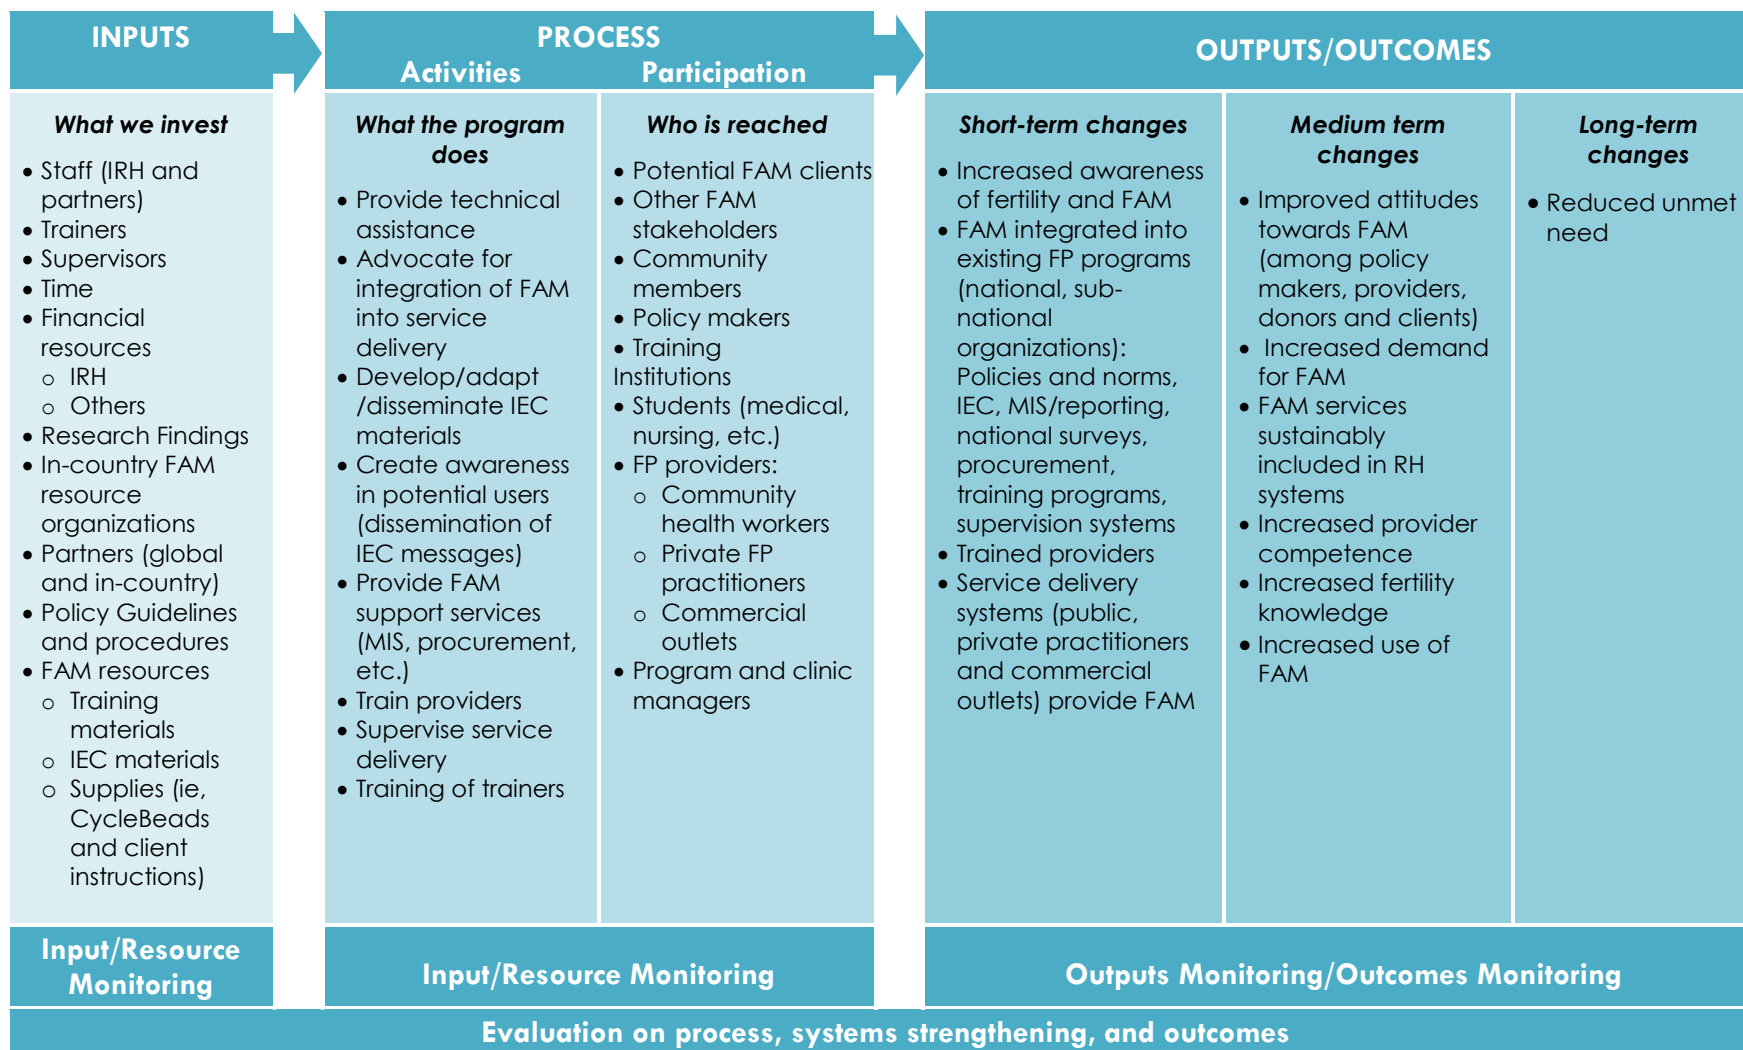 INPUTS
PROCESS
Activities
Participation
OUTPUTS/OUTCOMES
What we invest
• Staff (IRH and
partners)
• Trainers
• Supervisors
• Time
• Financial
resources
o IRH
o Others
• Research Findings
• In-country FAM
resource
organizations
• Partners (global
and in-country)
• Policy Guidelines
and procedures
• FAM resources
o Training
materials
o IEC materials
o Supplies (ie,
CycleBeads
and client
instructions)
What the program
does
• Provide technical
assistance
• Advocate for
integration of FAM
into service
delivery
• Develop/adapt
/disseminate IEC
materials
• Create awareness
in potential users
(dissemination of
IEC messages)
• Provide FAM
support services
(MIS, procurement,
etc.)
• Train providers
• Supervise service
delivery
• Training of trainers
Who is reached
• Potential FAM clients
• Other FAM
stakeholders
• Community
members
• Policy makers
• Training
Institutions
• Students (medical,
nursing, etc.)
• FP providers:
o Community
health workers
o Private FP
practitioners
o Commercial
outlets
• Program and clinic
managers
Short-term changes
• Increased awareness
of fertility and FAM
• FAM integrated into
existing FP programs
(national, sub-
national
organizations):
Policies and norms,
IEC, MIS/reporting,
national surveys,
procurement,
training programs,
supervision systems
• Trained providers
• Service delivery
systems (public,
private practitioners
and commercial
outlets) provide FAM
Medium term
changes
• Improved attitudes
towards FAM
(among policy
makers, providers,
donors and clients)
• Increased demand
for FAM
• FAM services
sustainably
included in RH
systems
• Increased provider
competence
• Increased fertility
knowledge
• Increased use of
FAM
Long-term
changes
• Reduced unmet
need
Input/Resource
Monitoring
Input/Resource Monitoring
Outputs Monitoring/Outcomes Monitoring
Evaluation on process, systems strengthening, and outcomes